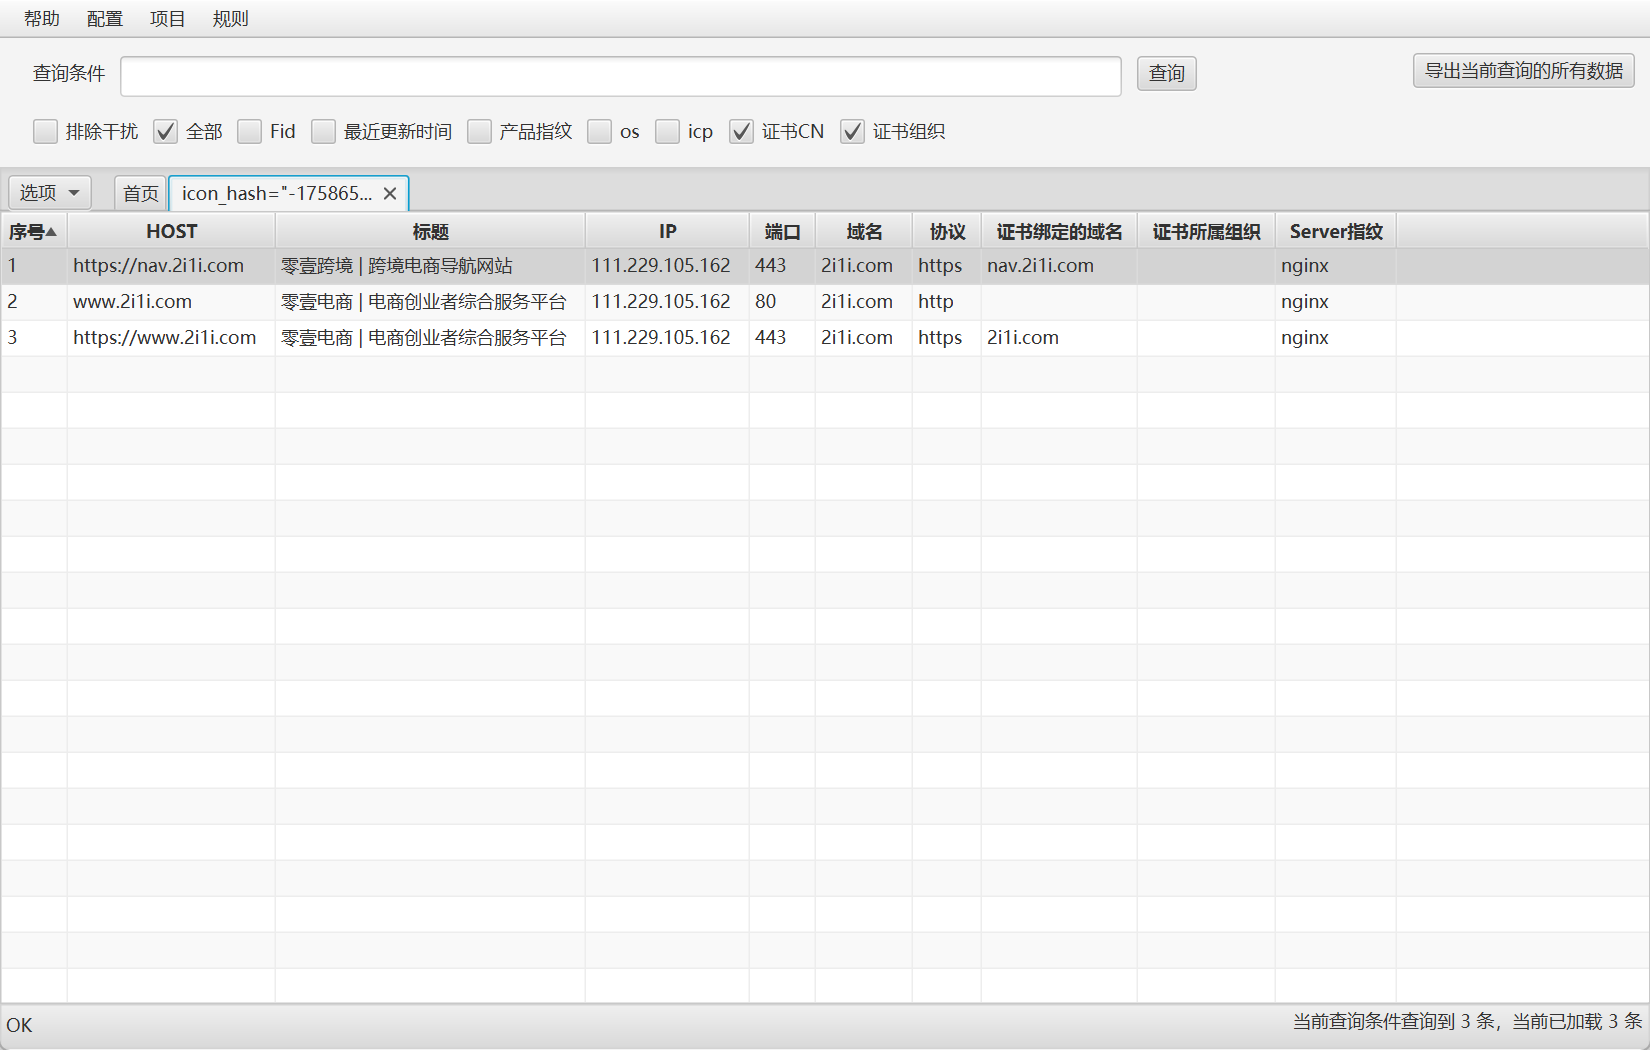 帮助 配置 项目 规则
查询条件 查询 导出当前查询的所有数据
排除干扰 全部 Fid 最近更新时间 产品指纹 os icp 证书CN 证书组织
选项 首页 icon_hash="-175865...
序号 HOST 标题 IP 端口 域名 协议 证书绑定的域名 证书所属组织 Server指纹
1 https://nav.2i1i.com 零壹跨境 | 跨境电商导航网站 111.229.105.162 443 2i1i.com https nav.2i1i.com nginx
2 www.2i1i.com 零壹电商 | 电商创业者综合服务平台 111.229.105.162 80 2i1i.com http nginx
3 https://www.2i1i.com 零壹电商 | 电商创业者综合服务平台 111.229.105.162 443 2i1i.com https 2i1i.com nginx
OK 当前查询条件查询到 3 条，当前已加载 3 条